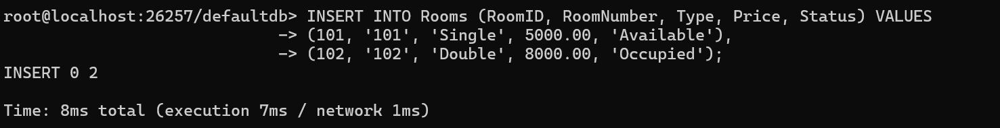 root@localhost:26257/defaultdb> INSERT INTO Rooms (RoomID, RoomNumber, Type, Price, Status) VALUES
-> (101, '101', 'Single', 5000.00, 'Available'),
-> (102, '102', 'Double', 8000.00, 'Occupied');
INSERT 0 2
Time: 8ms total (execution 7ms / network 1ms)